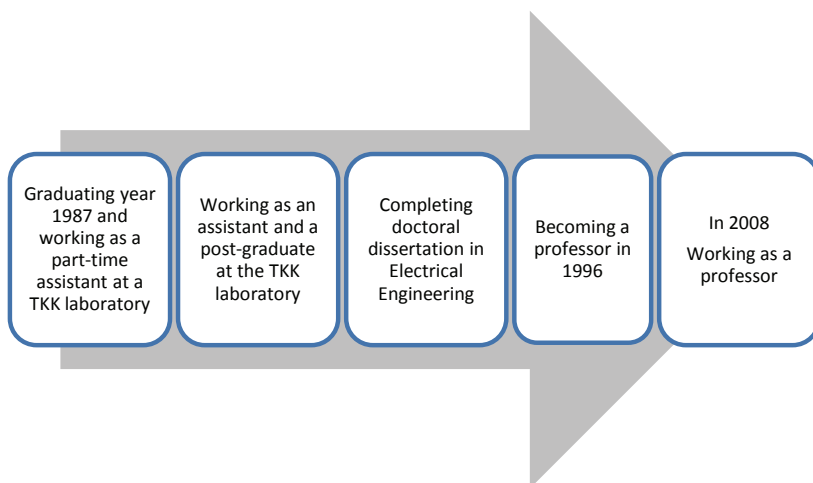 Graduating year
1987 and
working as a
part-time
assistant at a
TKK laboratory
Working as an
assistant and a
post-graduate
at the TKK
laboratory
Completing
doctoral
dissertation in
Electrical
Engineering
Becoming a
professor in
1996
In 2008
Working as a
professor